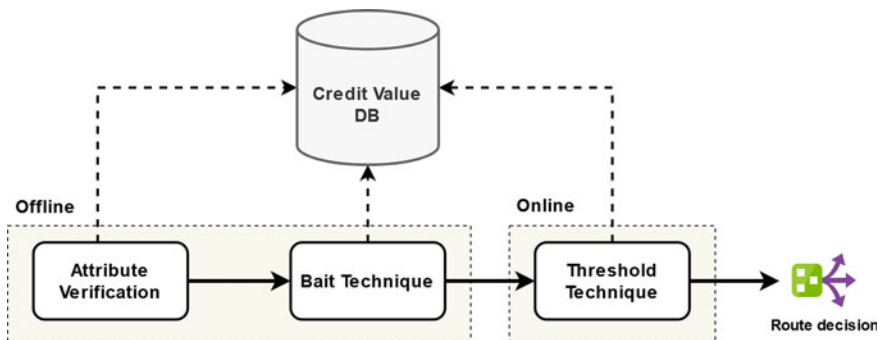 Credit Value
DB
Offline
Online
Attribute
Verification
Bait Technique
Threshold
Technique
Route decision